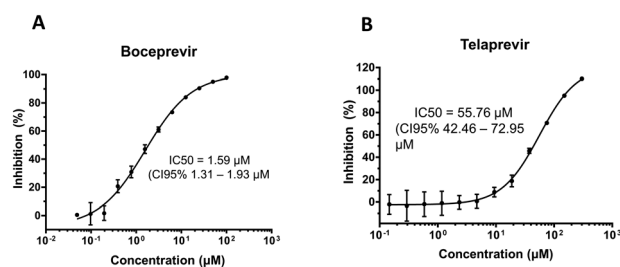 A
Boceprevir
Inhibition (%)
100
80
60
40
20
0
IC50 = 1.59 µM
(CI95% 1.31 – 1.93 µM
10-2 10-1 100 101 102 103
Concentration (µM)
B
Telaprevir
Inhibition (%)
120
100
80
60
40
20
0
IC50 = 55.76 µM
(CI95% 42.46 – 72.95
µM
10-1 100 101 102 103
Concentration (µM)